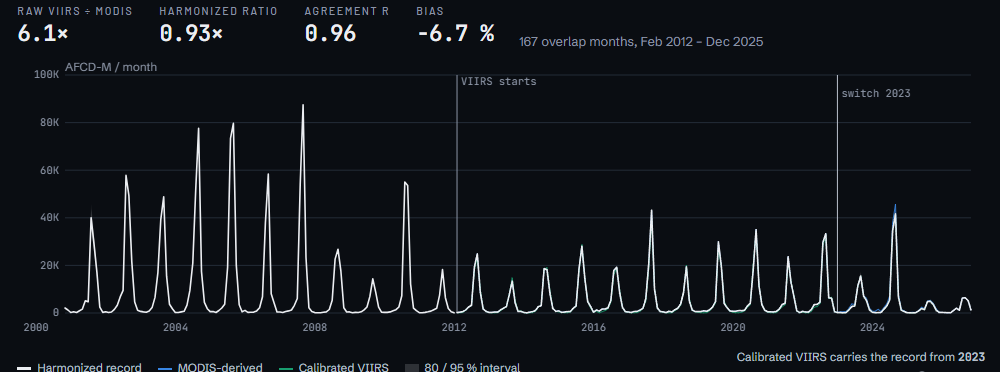 RAW VIIRS ÷ MODIS HARMONIZED RATIO AGREEMENT R BIAS
6.1× 0.93× 0.96 -6.7 % 167 overlap months, Feb 2012 – Dec 2025
AFCD-M / month
100K
VIIRS starts
switch 2023
80K
60K
40K
20K
0
2000 2004 2008 2012 2016 2020 2024
Calibrated VIIRS carries the record from 2023
Harmonized record MODIS-derived Calibrated VIIRS 80 / 95 % interval